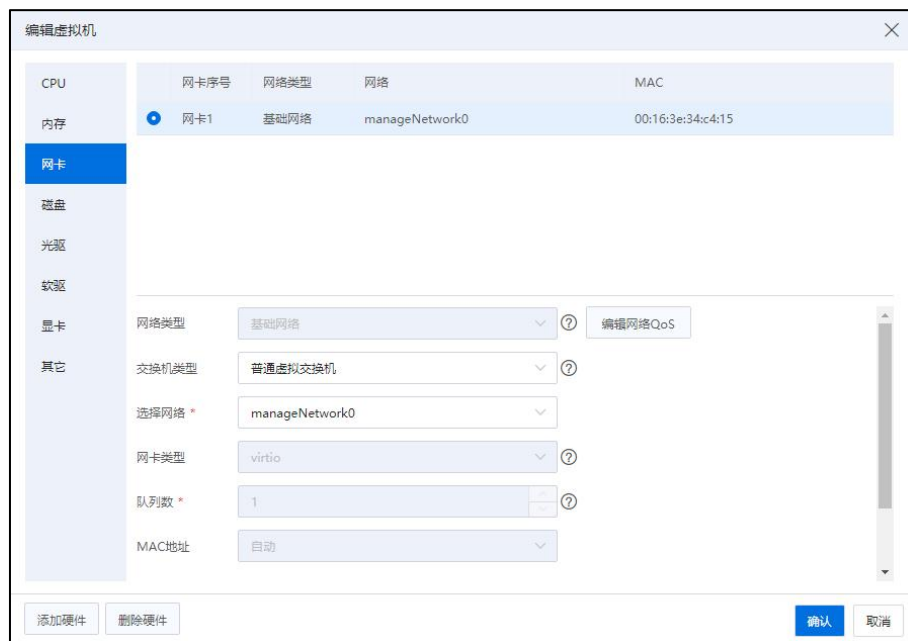 编辑虚拟机
CPU
内存
网卡
磁盘
光驱
软驱
显卡
其它
网卡序号 网络类型 网络 MAC
网卡1 基础网络 manageNetwork0 00:16:3e:34:c4:15
网络类型 基础网络 编辑网络QoS
交换机类型 普通虚拟交换机
选择网络 * manageNetwork0
网卡类型 virtio
队列数 * 1
MAC地址 自动
添加硬件 删除硬件 确认 取消